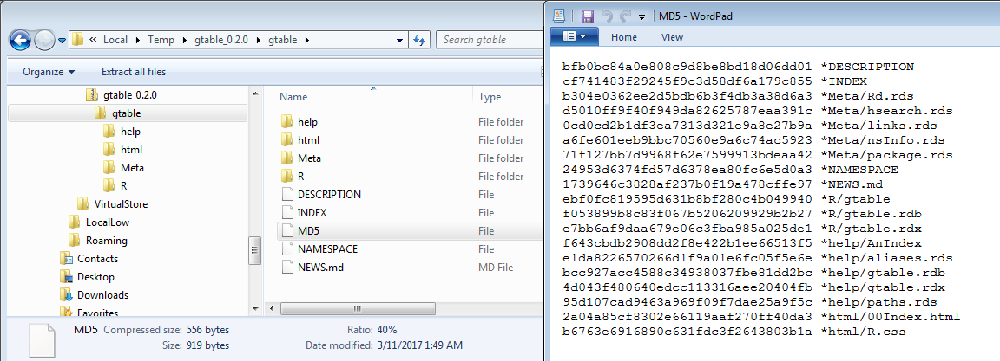 « Local ▸ Temp ▸ gtable_0.2.0 ▸ gtable ▸
Search gtable
Organize
Extract all files
gtable_0.2.0
gtable
help
html
Meta
R
VirtualStore
LocalLow
Roaming
Contacts
Desktop
Downloads
Favorites
Name
Type
help File folder
html File folder
Meta File folder
R File folder
DESCRIPTION File
INDEX File
MD5 File
NAMESPACE File
NEWS.md MD File
MD5 Compressed size: 556 bytes Ratio: 40%
Size: 919 bytes Date modified: 3/11/2017 1:49 AM
MD5 - WordPad
Home View
bfb0bc84a0e808c9d8be8bd18d06dd01 *DESCRIPTION
cf741483f29245f9c3d58df6a179c855 *INDEX
b304e0362ee2d5bdb6b3f4db3a38d6a3 *Meta/Rd.rds
d5010ff9f40f949da82625787eaa391c *Meta/hsearch.rds
0cd0cd2b1df3ea7313d321e9a8e27b9a *Meta/links.rds
a6fe601eeb9bbc70560e9a6c74ac5923 *Meta/nsInfo.rds
71f127bb7d9968f62e7599913bdeaa42 *Meta/package.rds
24953d6374fd57d6378ea80fc6e5d0a3 *NAMESPACE
1739646c3828af237b0f19a478cffe97 *NEWS.md
ebf0fc819595d631b8bf280c4b049940 *R/gtable
f053899b8c83f067b5206209929b2b27 *R/gtable.rdb
e7bb6af9daa679e06c3fba985a025de1 *R/gtable.rdx
f643cbdb2908dd2f8e422b1ee66513f5 *help/AnIndex
e1da8226570266d1f9a01e6fc05f5e6e *help/aliases.rds
bcc927acc4588c34938037fbe81dd2bc *help/gtable.rdb
4d043f480640edcc113316aee20404fb *help/gtable.rdx
95d107cad9463a969f09f7dae25a9f5c *help/paths.rds
2a04a85cf8302e66119aaf270ff40da3 *html/00Index.html
b6763e6916890c631fdc3f2643803b1a *html/R.css